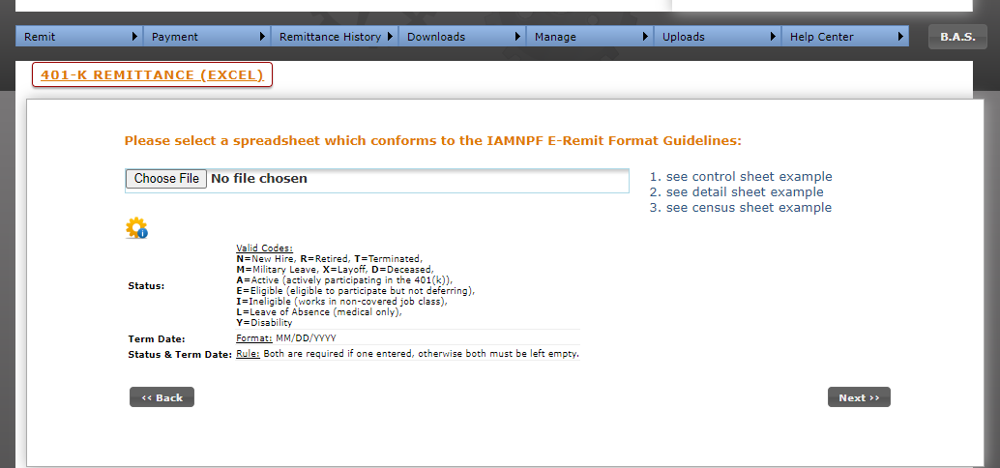 Remit Payment Remittance History Downloads Manage Uploads Help Center B.A.S.
401-K REMITTANCE (EXCEL)
Please select a spreadsheet which conforms to the IAMNPF E-Remit Format Guidelines:
Choose File No file chosen
1. see control sheet example
2. see detail sheet example
3. see census sheet example
Status:
Valid Codes:
N=New Hire, R=Retired, T=Terminated,
M=Military Leave, X=Layoff, D=Deceased,
A=Active (actively participating in the 401(k)),
E=Eligible (eligible to participate but not deferring),
I=Ineligible (works in non-covered job class),
L=Leave of Absence (medical only),
Y=Disability
Term Date: Format: MM/DD/YYYY
Status & Term Date: Rule: Both are required if one entered, otherwise both must be left empty.
<< Back Next >>